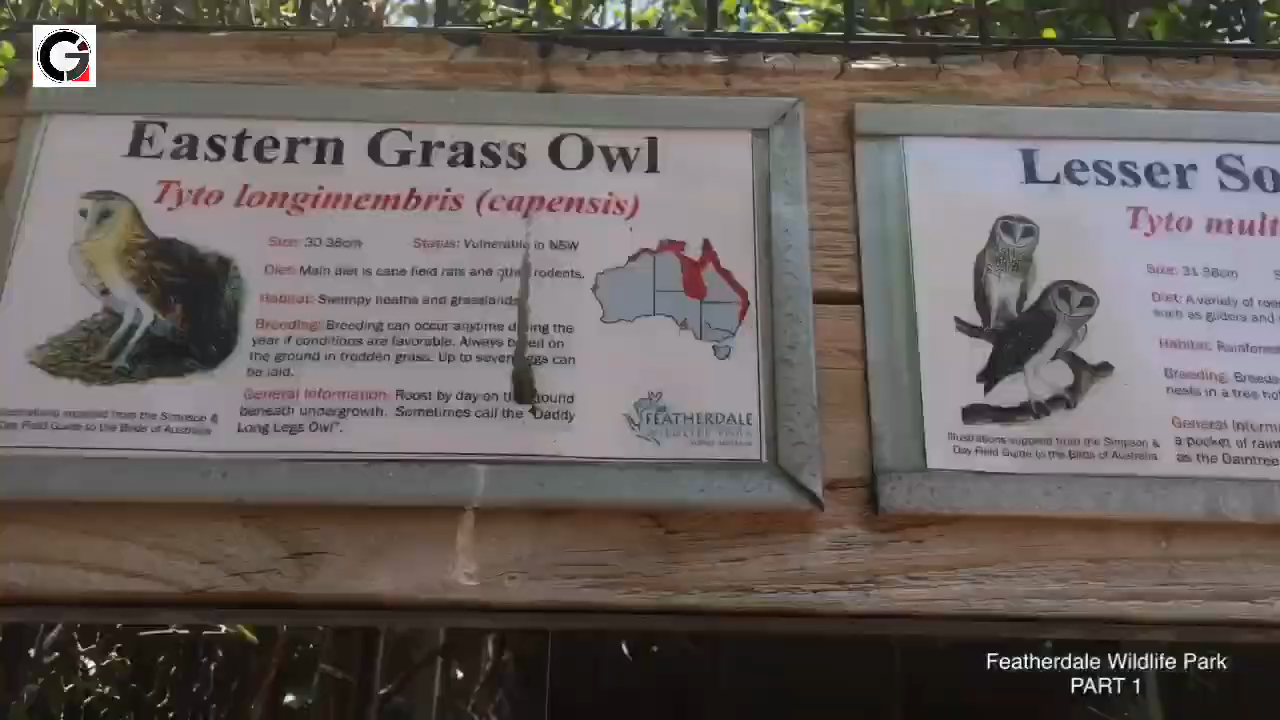 G
Eastern Grass Owl
Tyto longimembris (capensis)
Size: 30-38cm Status: Vulnerable in NSW
Diet: Main diet is cane field rats and other rodents.
Habitat: Swampy heaths and grasslands
Breeding: Breeding can occur anytime during the
year if conditions are favorable. Always on
the ground in trodden grass. Up to seven eggs can
be laid.
General Information: Roost by day on the ground
beneath undergrowth. Sometimes call the "Daddy
Long Legs Owl".
supplied from the Simpson &
Day Field Guide to the Birds of Australia
FEATHERDALE
WILDLIFE PARK
Lesser So
Tyto mult
Size: 31-38cm S
Diet: A variety of
such as gliders and
Habitat: Rainfores
Breeding: Breeds
nests in a tree ho
General Inform
a pocket of rain
as the Daintree
Illustrations supplied from the Simpson &
Day Field Guide to the Birds of Australia
Featherdale Wildlife Park
PART 1